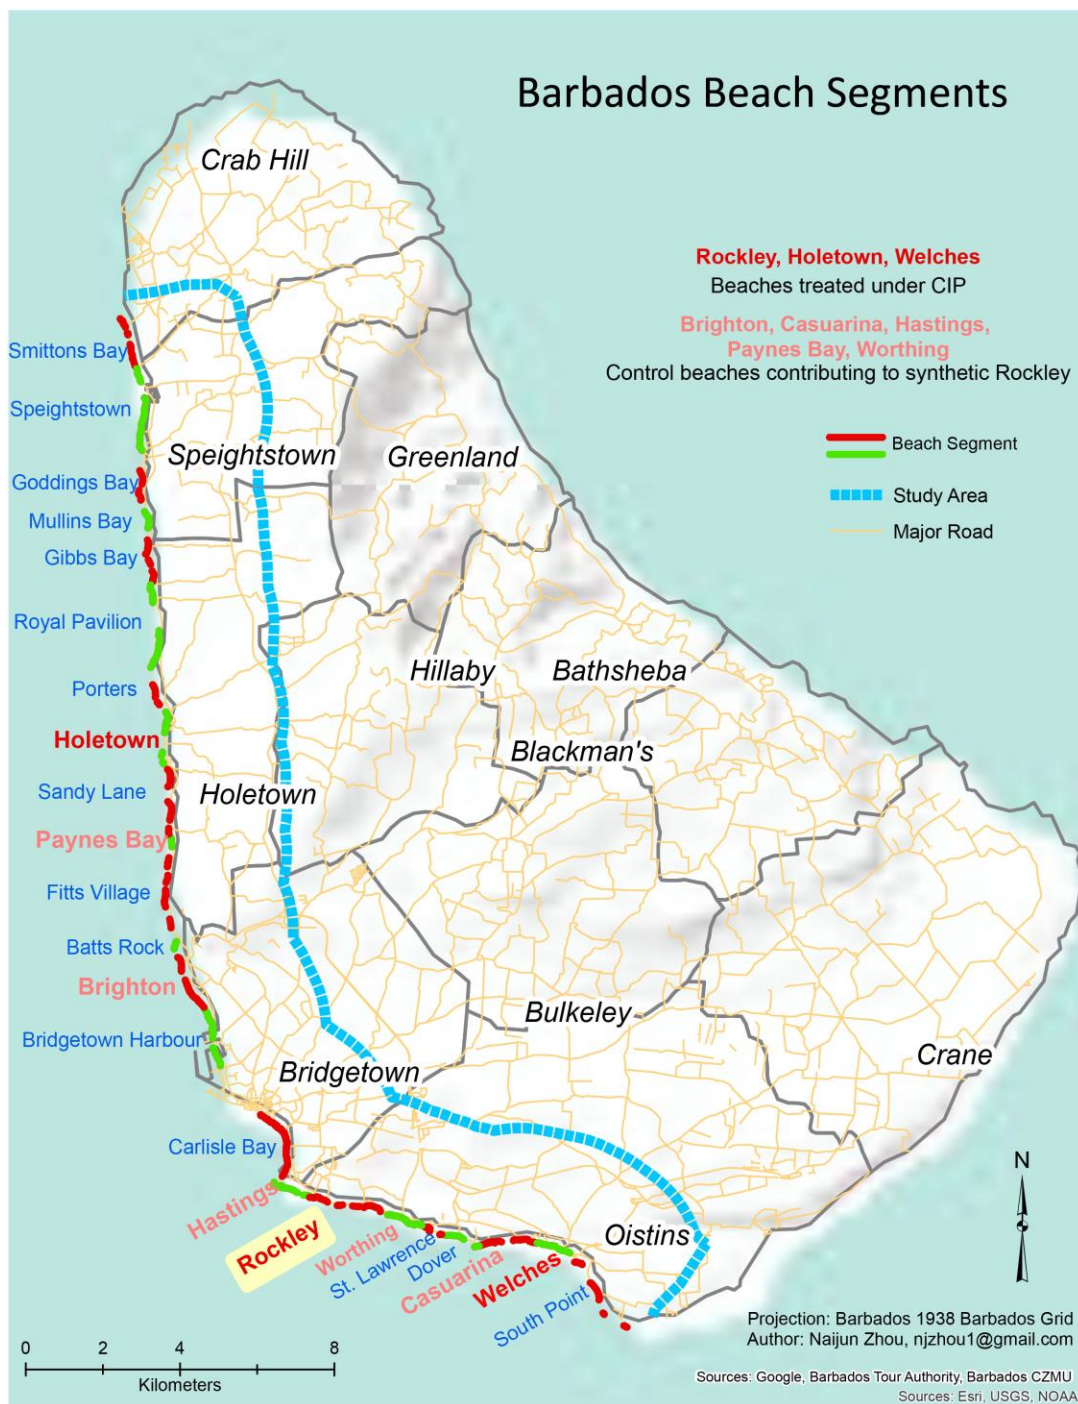 Barbados Beach Segments
Crab Hill
Rockley, Holetown, Welches
Beaches treated under CIP
Brighton, Casuarina, Hastings,
Paynes Bay, Worthing
Control beaches contributing to synthetic Rockley
Beach Segment
Study Area
Major Road
Smittons Bay
Speightstown
Goddings Bay
Mullins Bay
Gibbs Bay
Royal Pavilion
Porters
Holetown
Sandy Lane
Paynes Bay
Fitts Village
Batts Rock
Brighton
Bridgetown Harbour
Carlisle Bay
Hastings
Rockley
Worthing
St. Lawrence
Dover
Casuarina
Welches
South Point
Speightstown
Greenland
Hillaby
Bathsheba
Blackman's
Holetown
Bulkeley
Crane
Bridgetown
Oistins
N
0 2 4 8
Kilometers
Projection: Barbados 1938 Barbados Grid
Author: Naijun Zhou, njzhou1@gmail.com
Sources: Google, Barbados Tour Authority, Barbados CZMU
Sources: Esri, USGS, NOAA